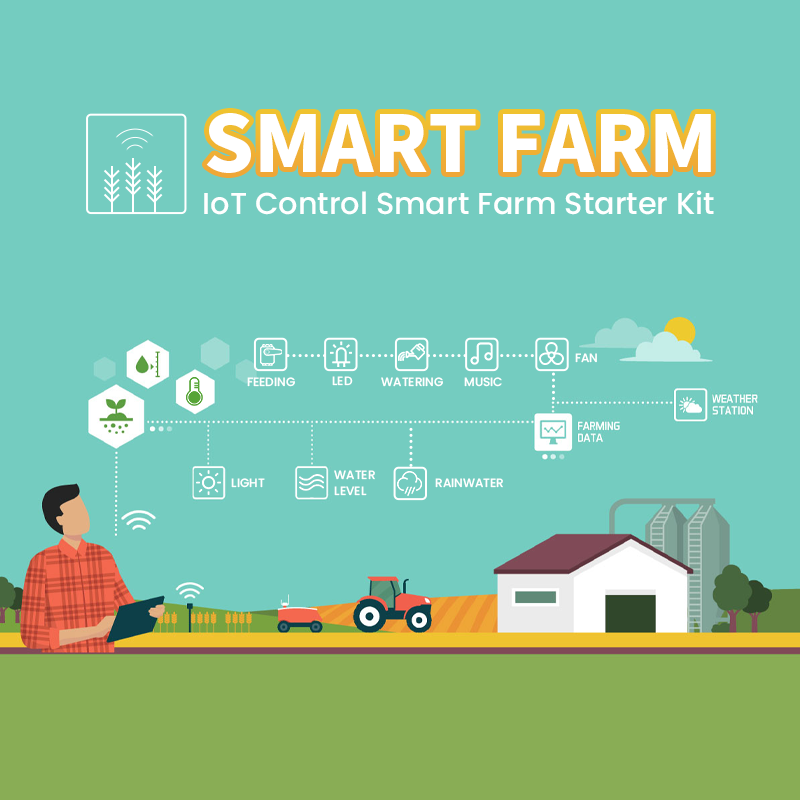 SMART FARM
IoT Control Smart Farm Starter Kit
FEEDING
LED
WATERING
MUSIC
FAN
WEATHER
STATION
FARMING
DATA
LIGHT
WATER
LEVEL
RAINWATER